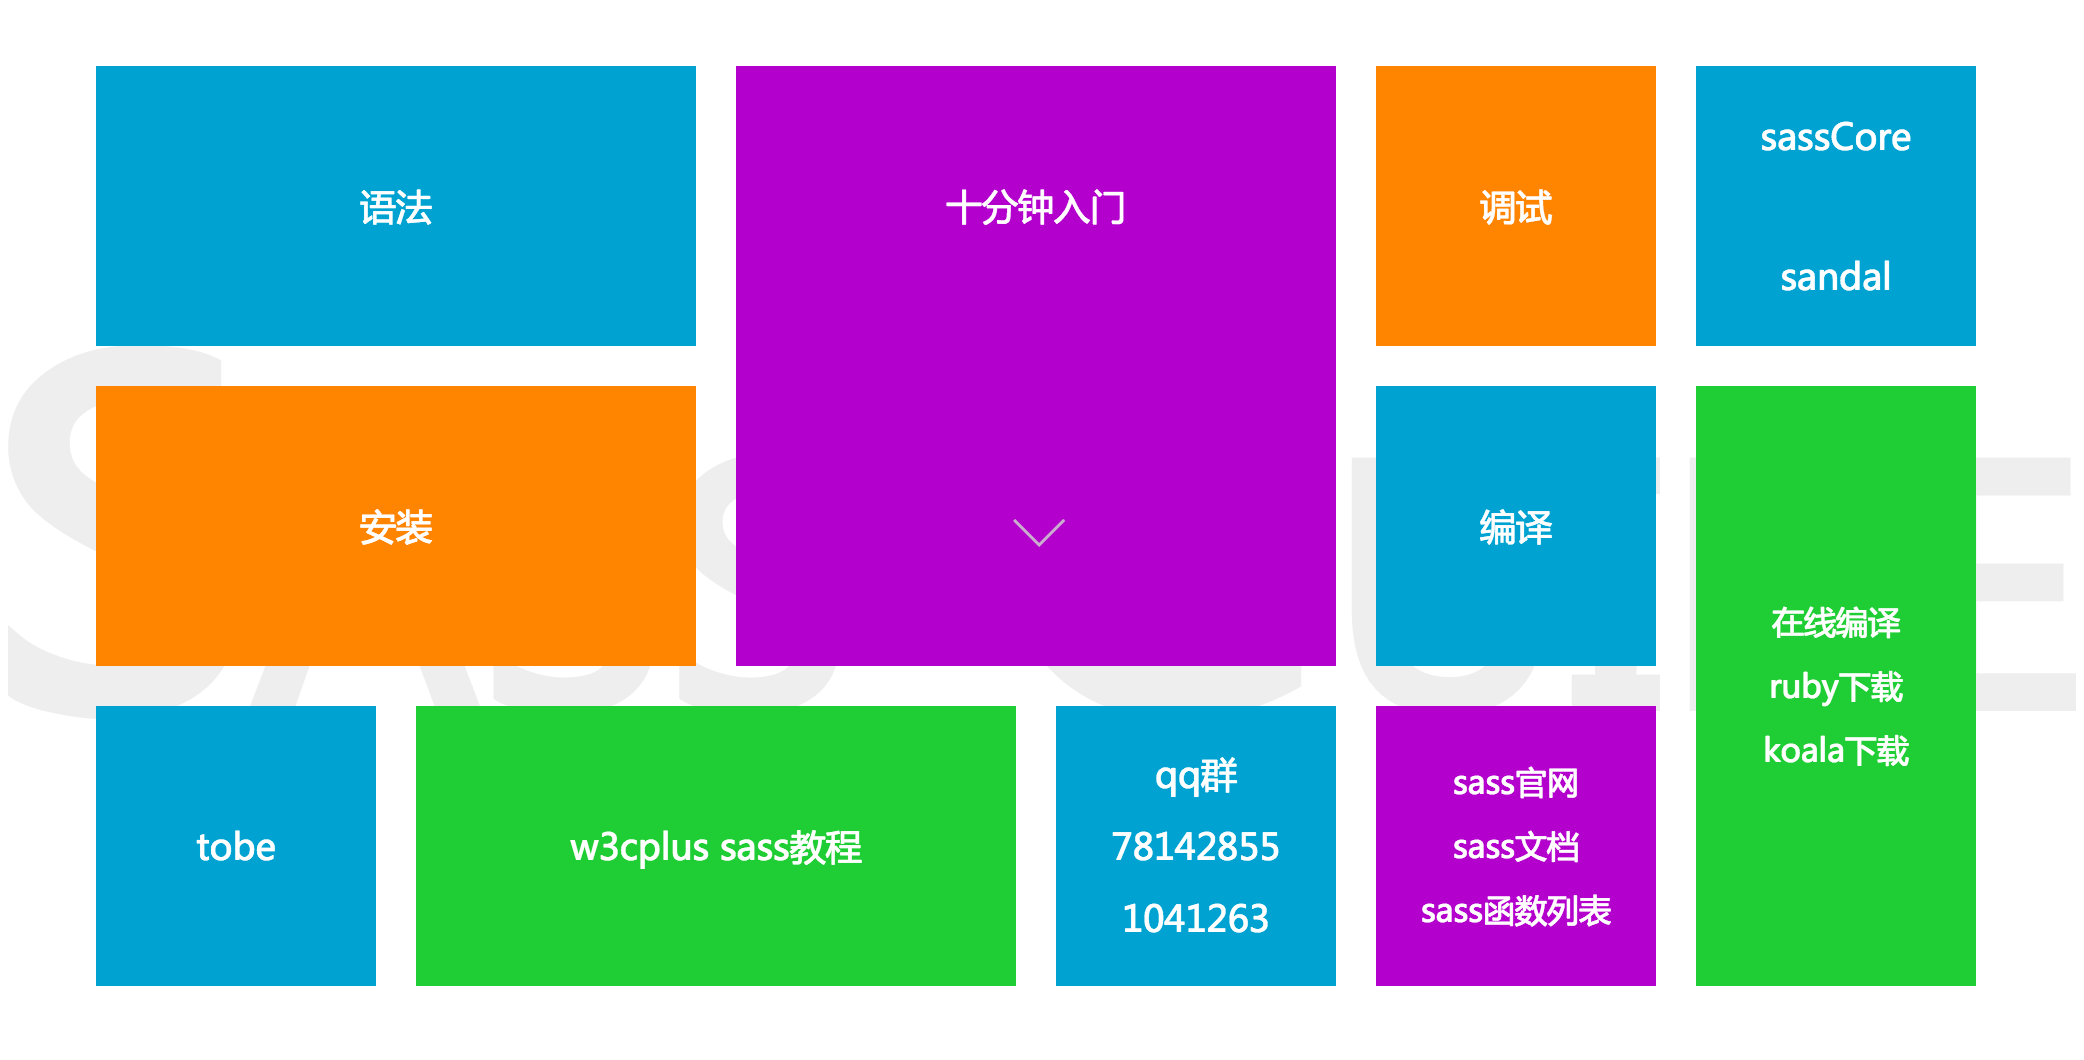 语法
十分钟入门
调试
sassCore
sandal
安装
编译
在线编译
ruby下载
koala下载
tobe
w3cplus sass教程
qq群
78142855
1041263
sass官网
sass文档
sass函数列表